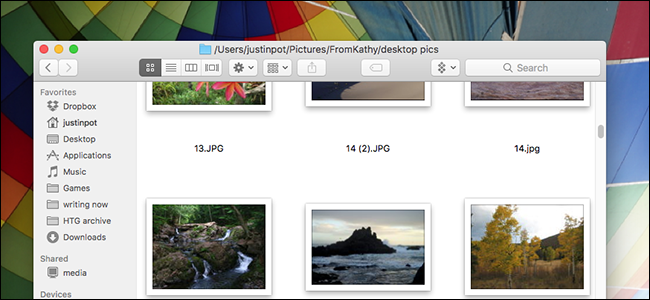 /Users/justinpot/Pictures/FromKathy/desktop pics
Search
Favorites
Dropbox
justinpot
Desktop
Applications
Music
Games
writing now
HTG archive
Downloads
Shared
media
Devices
13.JPG
14 (2).JPG
14.jpg